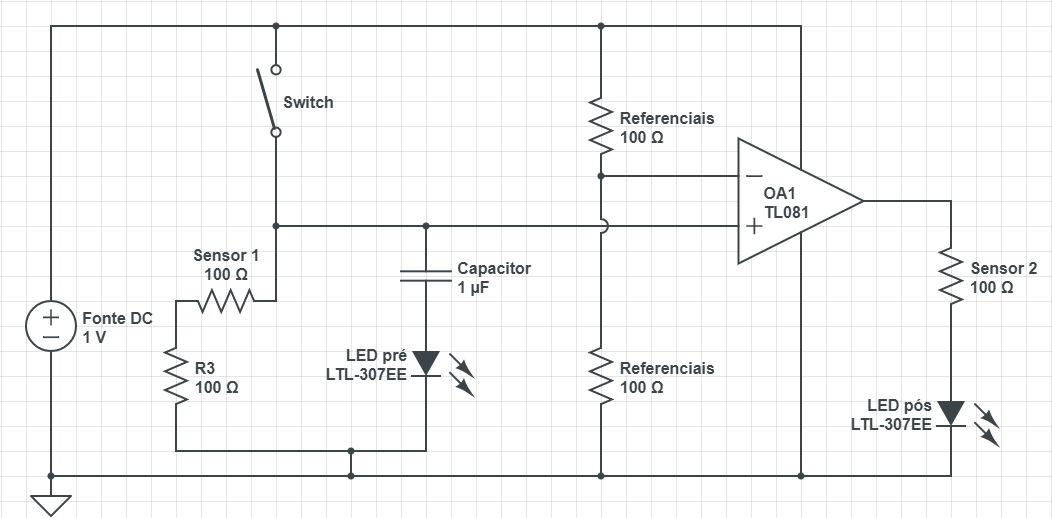 Switch
Referenciais
100 Ω
OA1
TL081
Sensor 1
100 Ω
Capacitor
1 µF
Sensor 2
100 Ω
Fonte DC
1 V
LED pré
LTL-307EE
R3
100 Ω
Referenciais
100 Ω
LED pós
LTL-307EE